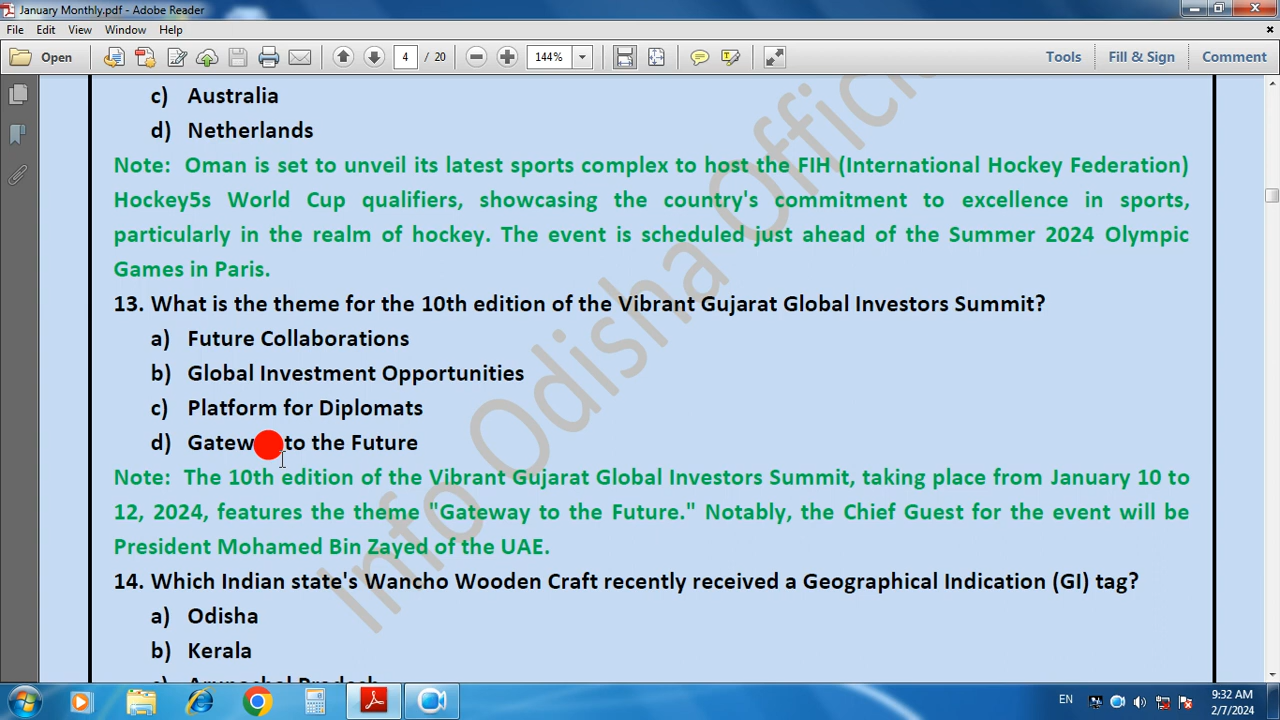 January Monthly.pdf - Adobe Reader
File Edit View Window Help
Open 4 / 20 144% Tools Fill & Sign Comment
c) Australia
d) Netherlands
Note: Oman is set to unveil its latest sports complex to host the FIH (International Hockey Federation)
Hockey5s World Cup qualifiers, showcasing the country's commitment to excellence in sports,
particularly in the realm of hockey. The event is scheduled just ahead of the Summer 2024 Olympic
Games in Paris.
13. What is the theme for the 10th edition of the Vibrant Gujarat Global Investors Summit?
a) Future Collaborations
b) Global Investment Opportunities
c) Platform for Diplomats
d) Gateway to the Future
Note: The 10th edition of the Vibrant Gujarat Global Investors Summit, taking place from January 10 to
12, 2024, features the theme "Gateway to the Future." Notably, the Chief Guest for the event will be
President Mohamed Bin Zayed of the UAE.
14. Which Indian state's Wancho Wooden Craft recently received a Geographical Indication (GI) tag?
a) Odisha
b) Kerala
c) Arunachal Pradesh
Info Odisha Official
EN
9:32 AM
2/7/2024